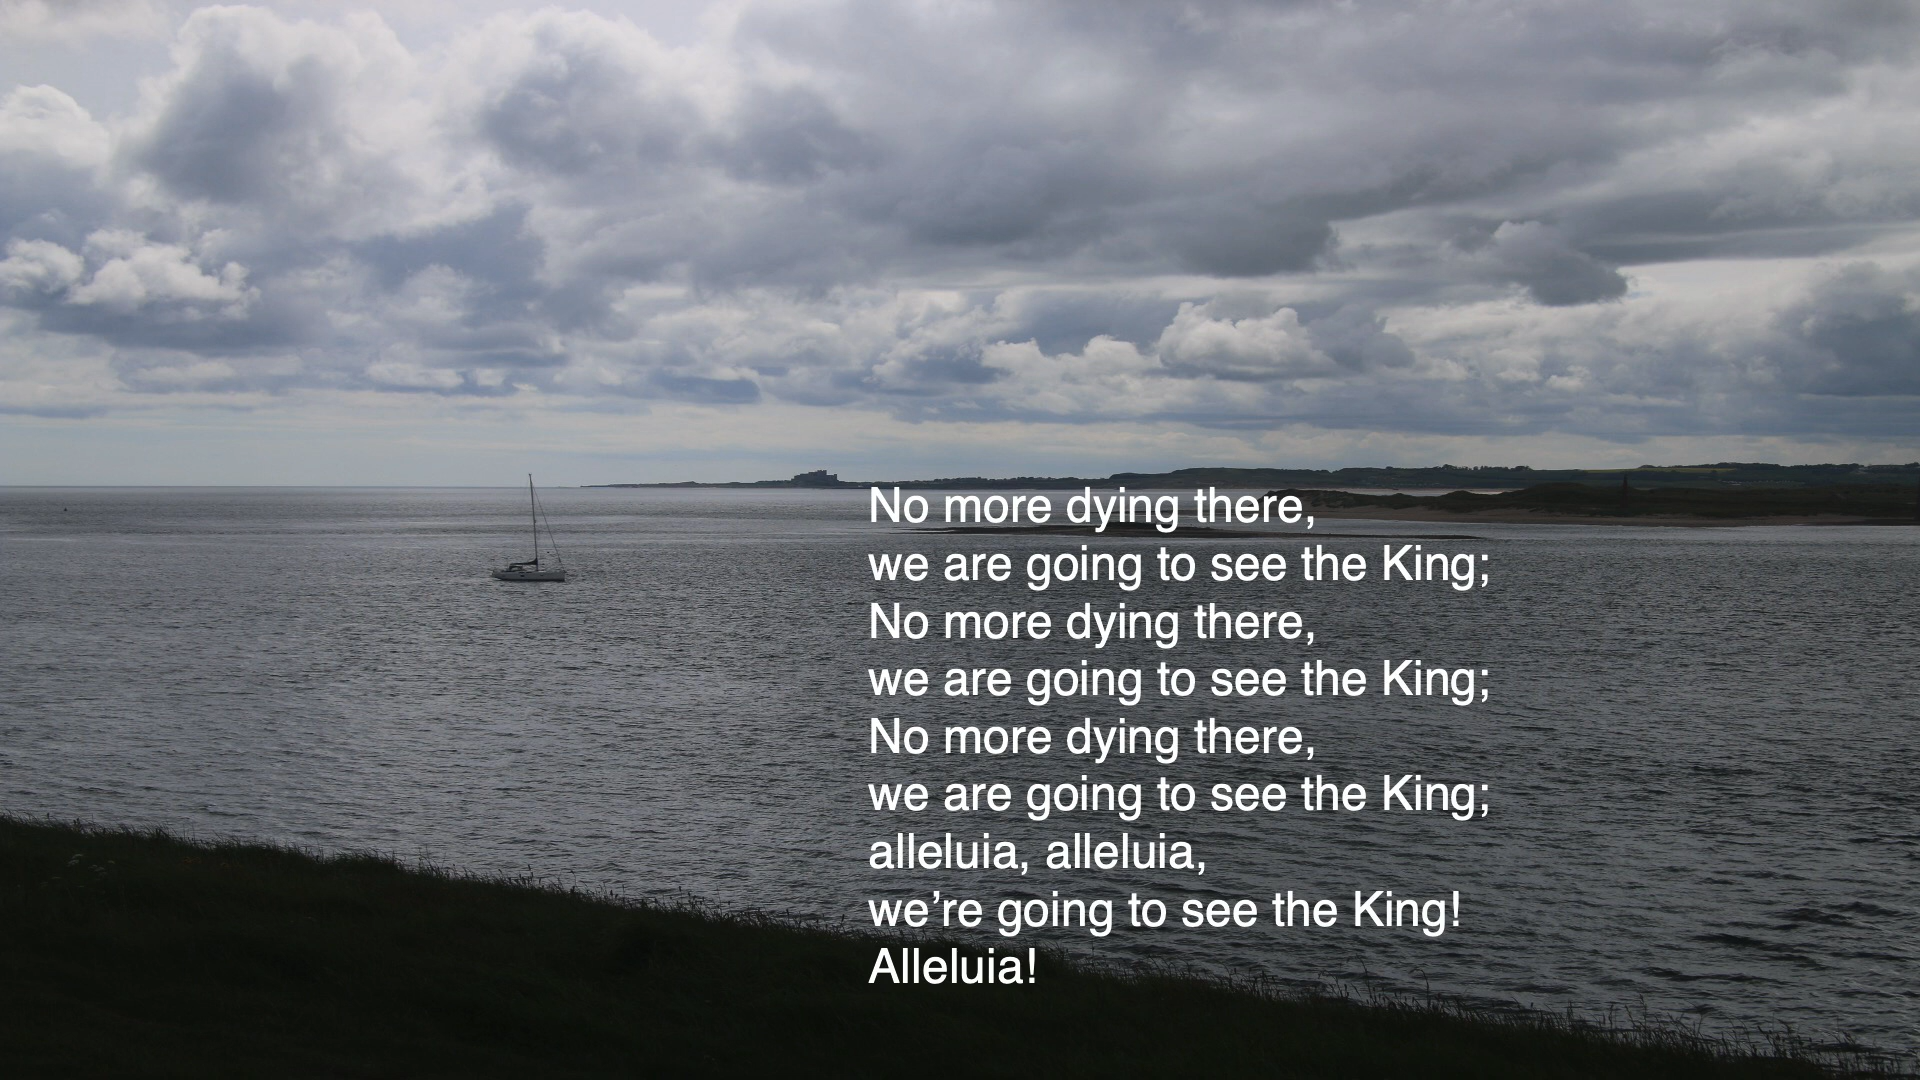 No more dying there,
we are going to see the King;
No more dying there,
we are going to see the King;
No more dying there,
we are going to see the King;
alleluia, alleluia,
we’re going to see the King!
Alleluia!